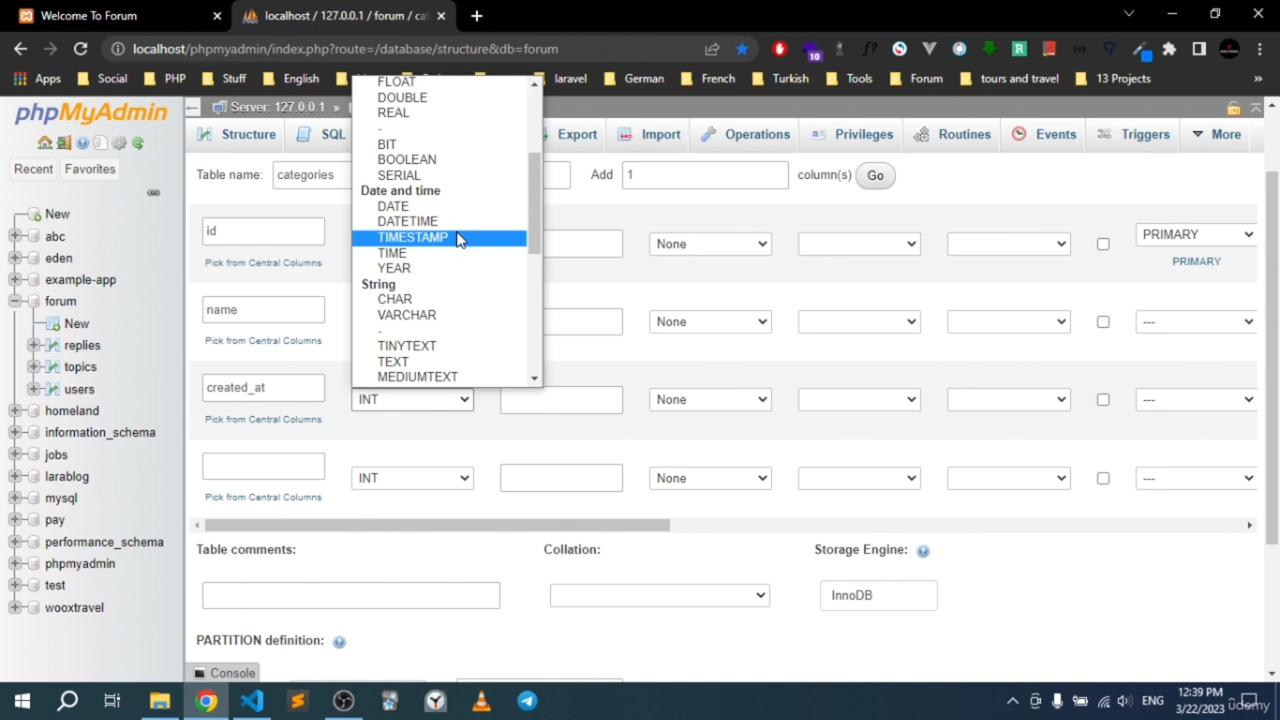 Welcome To Forum
localhost / 127.0.0.1 / forum / cat
localhost/phpmyadmin/index.php?route=/database/structure&db=forum
10
Apps Social PHP Stuff English laravel German French Turkish Tools Forum tours and travel 13 Projects »
phpMyAdmin
Recent Favorites
New
abc
eden
example-app
forum
New
replies
topics
users
homeland
information_schema
jobs
larablog
mysql
pay
performance_schema
phpmyadmin
test
wooxtravel
Server: 127.0.0.1 »
Structure SQL Export Import Operations Privileges Routines Events Triggers More
Table name: categories Add 1 column(s) Go
FLOAT
DOUBLE
REAL
-
BIT
BOOLEAN
SERIAL
Date and time
DATE
DATETIME
TIMESTAMP
TIME
YEAR
String
CHAR
VARCHAR
-
TINYTEXT
TEXT
MEDIUMTEXT
id None PRIMARY
Pick from Central Columns PRIMARY
name None ---
Pick from Central Columns
created_at INT None ---
Pick from Central Columns
INT None ---
Pick from Central Columns
Table comments: Collation: Storage Engine:
InnoDB
PARTITION definition:
Console
ENG
12:39 PM
3/22/2023
udemy